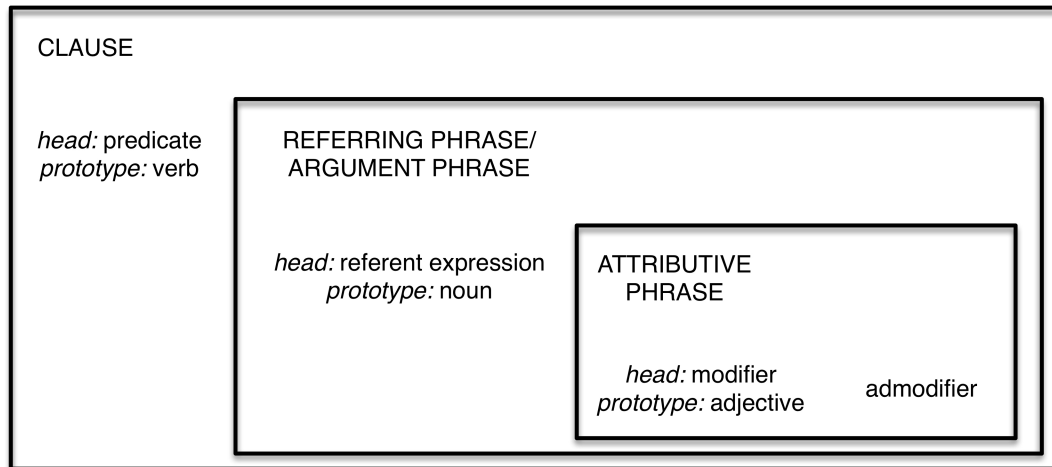 CLAUSE
head: predicate
prototype: verb
REFERRING PHRASE/
ARGUMENT PHRASE
head: referent expression
prototype: noun
ATTRIBUTIVE
PHRASE
head: modifier
prototype: adjective
admodifier